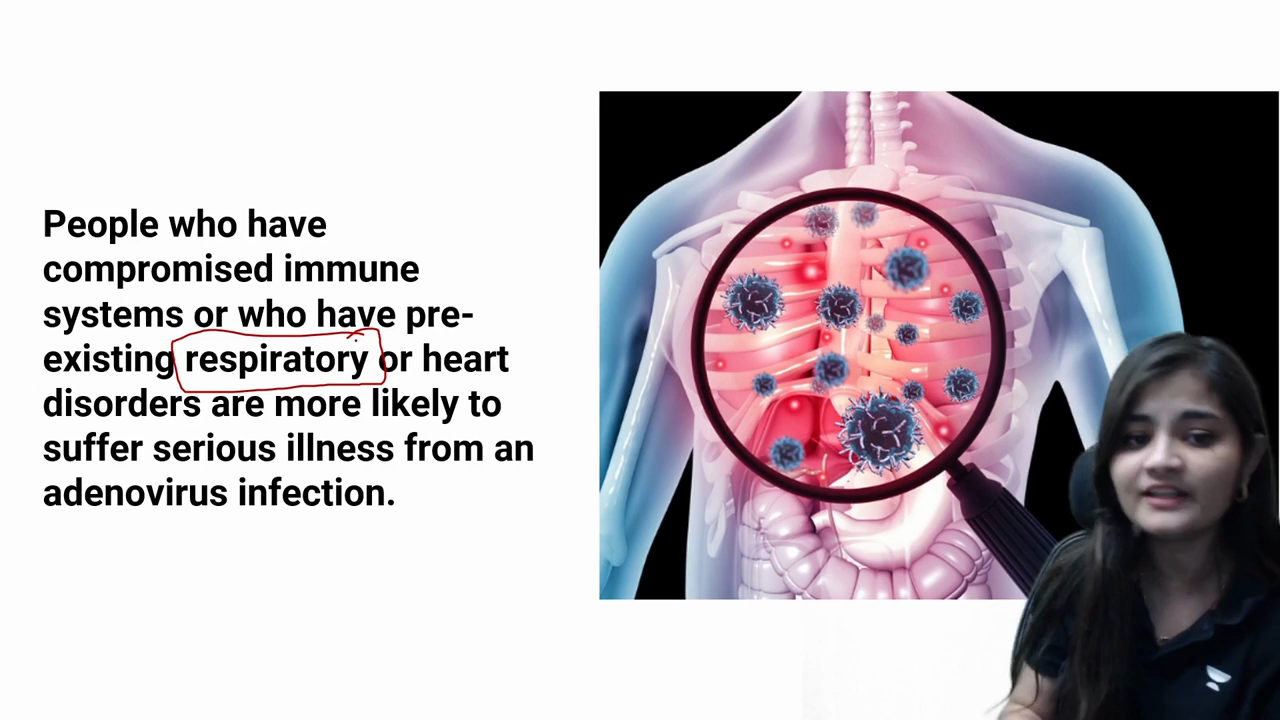 People who have
compromised immune
systems or who have pre-
existing respiratory or heart
disorders are more likely to
suffer serious illness from an
adenovirus infection.